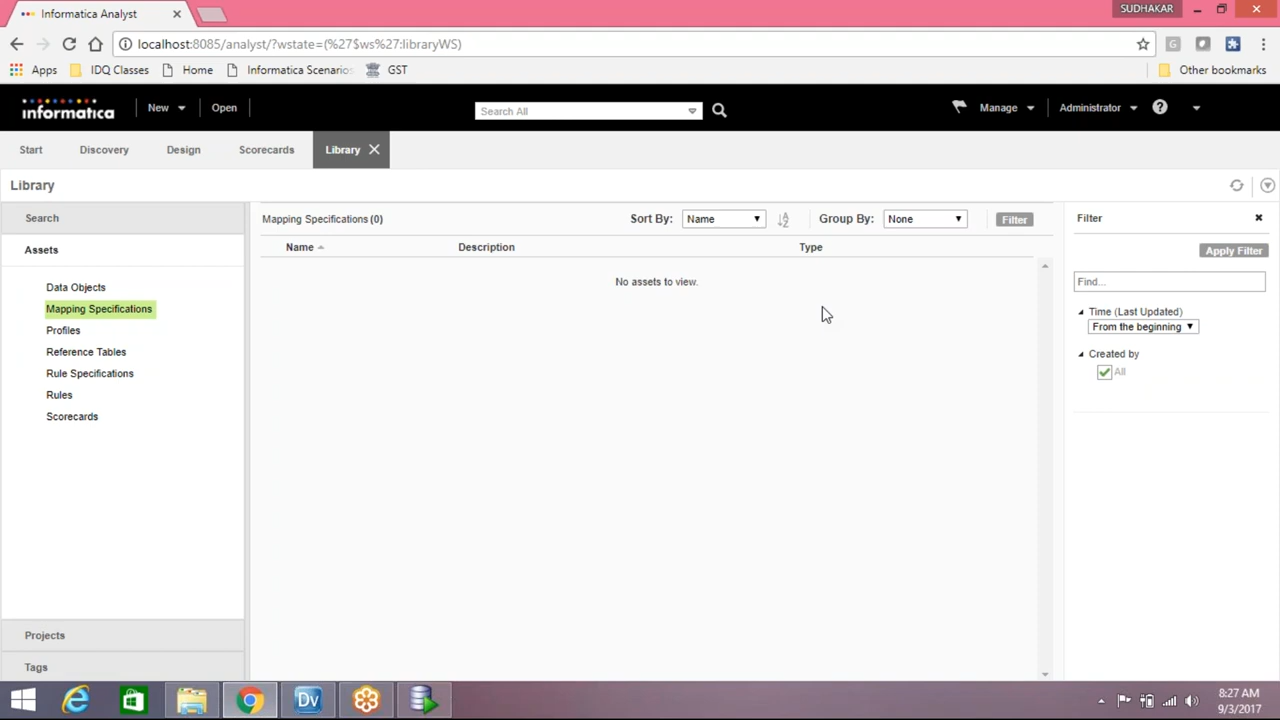 Informatica Analyst
SUDHAKAR
localhost:8085/analyst/?wstate=(%27$ws%27:libraryWS)
G
Apps
IDQ Classes
Home
Informatica Scenarios
GST
Other bookmarks
informatica
New
Open
Search All
Manage
Administrator
?
Start
Discovery
Design
Scorecards
Library
Library
Search
Mapping Specifications (0)
Sort By:
Name
Group By:
None
Filter
Filter
Assets
Name
Description
Type
Apply Filter
No assets to view.
Find...
Data Objects
Mapping Specifications
Profiles
Reference Tables
Rule Specifications
Rules
Scorecards
Time (Last Updated)
From the beginning
Created by
All
Projects
Tags
Dv
8:27 AM
9/3/2017